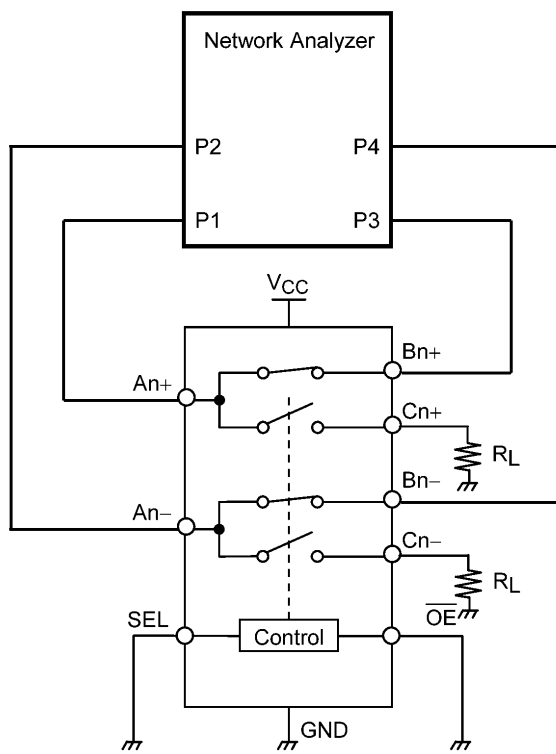 Network Analyzer
P2
P4
P1
P3
VCC
Bn+
An+
Cn+
RL
Bn−
An−
Cn−
RL
OE
SEL
Control
GND